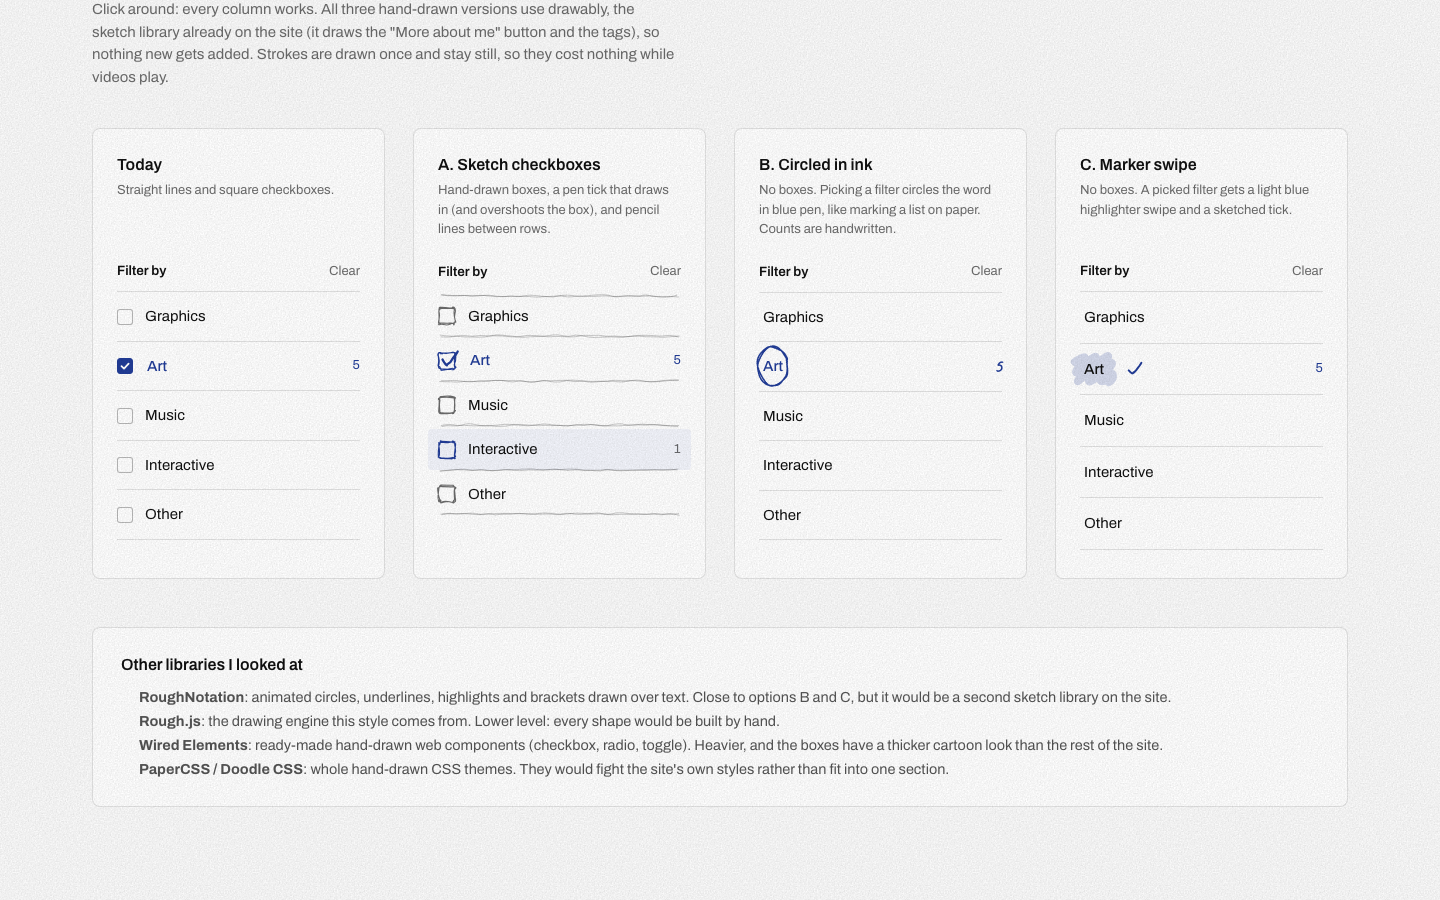 Click around: every column works. All three hand-drawn versions use drawably, the
sketch library already on the site (it draws the "More about me" button and the tags), so
nothing new gets added. Strokes are drawn once and stay still, so they cost nothing while
videos play.
Today
Straight lines and square checkboxes.
Filter by Clear
Graphics
Art 5
Music
Interactive
Other
A. Sketch checkboxes
Hand-drawn boxes, a pen tick that draws
in (and overshoots the box), and pencil
lines between rows.
Filter by Clear
Graphics
Art 5
Music
Interactive 1
Other
B. Circled in ink
No boxes. Picking a filter circles the word
in blue pen, like marking a list on paper.
Counts are handwritten.
Filter by Clear
Graphics
Art 5
Music
Interactive
Other
C. Marker swipe
No boxes. A picked filter gets a light blue
highlighter swipe and a sketched tick.
Filter by Clear
Graphics
Art 5
Music
Interactive
Other
Other libraries I looked at
RoughNotation: animated circles, underlines, highlights and brackets drawn over text. Close to options B and C, but it would be a second sketch library on the site.
Rough.js: the drawing engine this style comes from. Lower level: every shape would be built by hand.
Wired Elements: ready-made hand-drawn web components (checkbox, radio, toggle). Heavier, and the boxes have a thicker cartoon look than the rest of the site.
PaperCSS / Doodle CSS: whole hand-drawn CSS themes. They would fight the site's own styles rather than fit into one section.